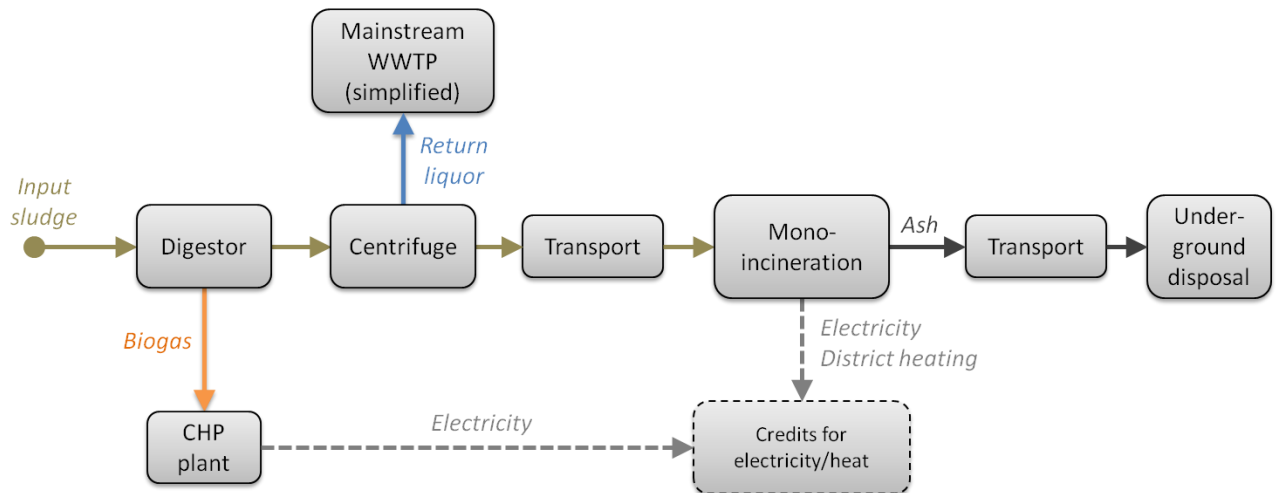 Mainstream
WWTP
(simplified)
Return
liquor
Input
sludge
Digestor
Centrifuge
Transport
Mono-
incineration
Ash
Transport
Under-
ground
disposal
Biogas
Electricity
District heating
CHP
plant
Electricity
Credits for
electricity/heat